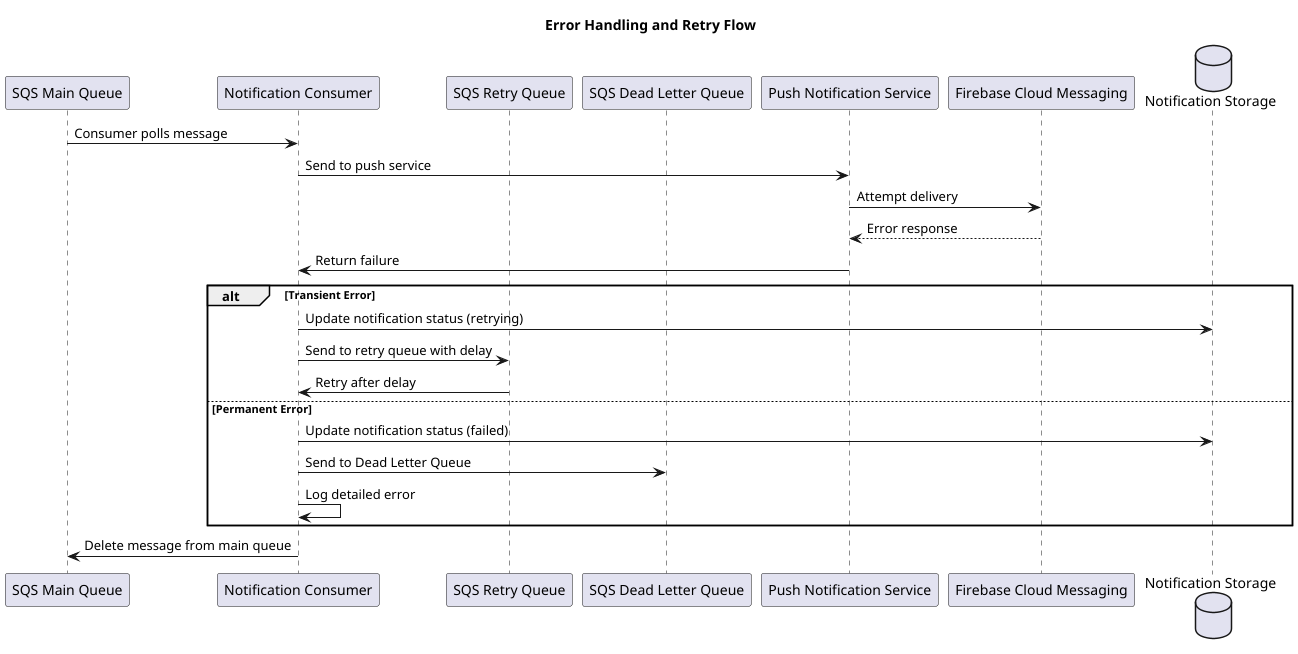 Error Handling and Retry Flow
SQS Main Queue
Notification Consumer
SQS Retry Queue
SQS Dead Letter Queue
Push Notification Service
Firebase Cloud Messaging
Notification Storage
Consumer polls message
Send to push service
Attempt delivery
Error response
Return failure
alt
[Transient Error]
Update notification status (retrying)
Send to retry queue with delay
Retry after delay
[Permanent Error]
Update notification status (failed)
Send to Dead Letter Queue
Log detailed error
Delete message from main queue
SQS Main Queue
Notification Consumer
SQS Retry Queue
SQS Dead Letter Queue
Push Notification Service
Firebase Cloud Messaging
Notification Storage